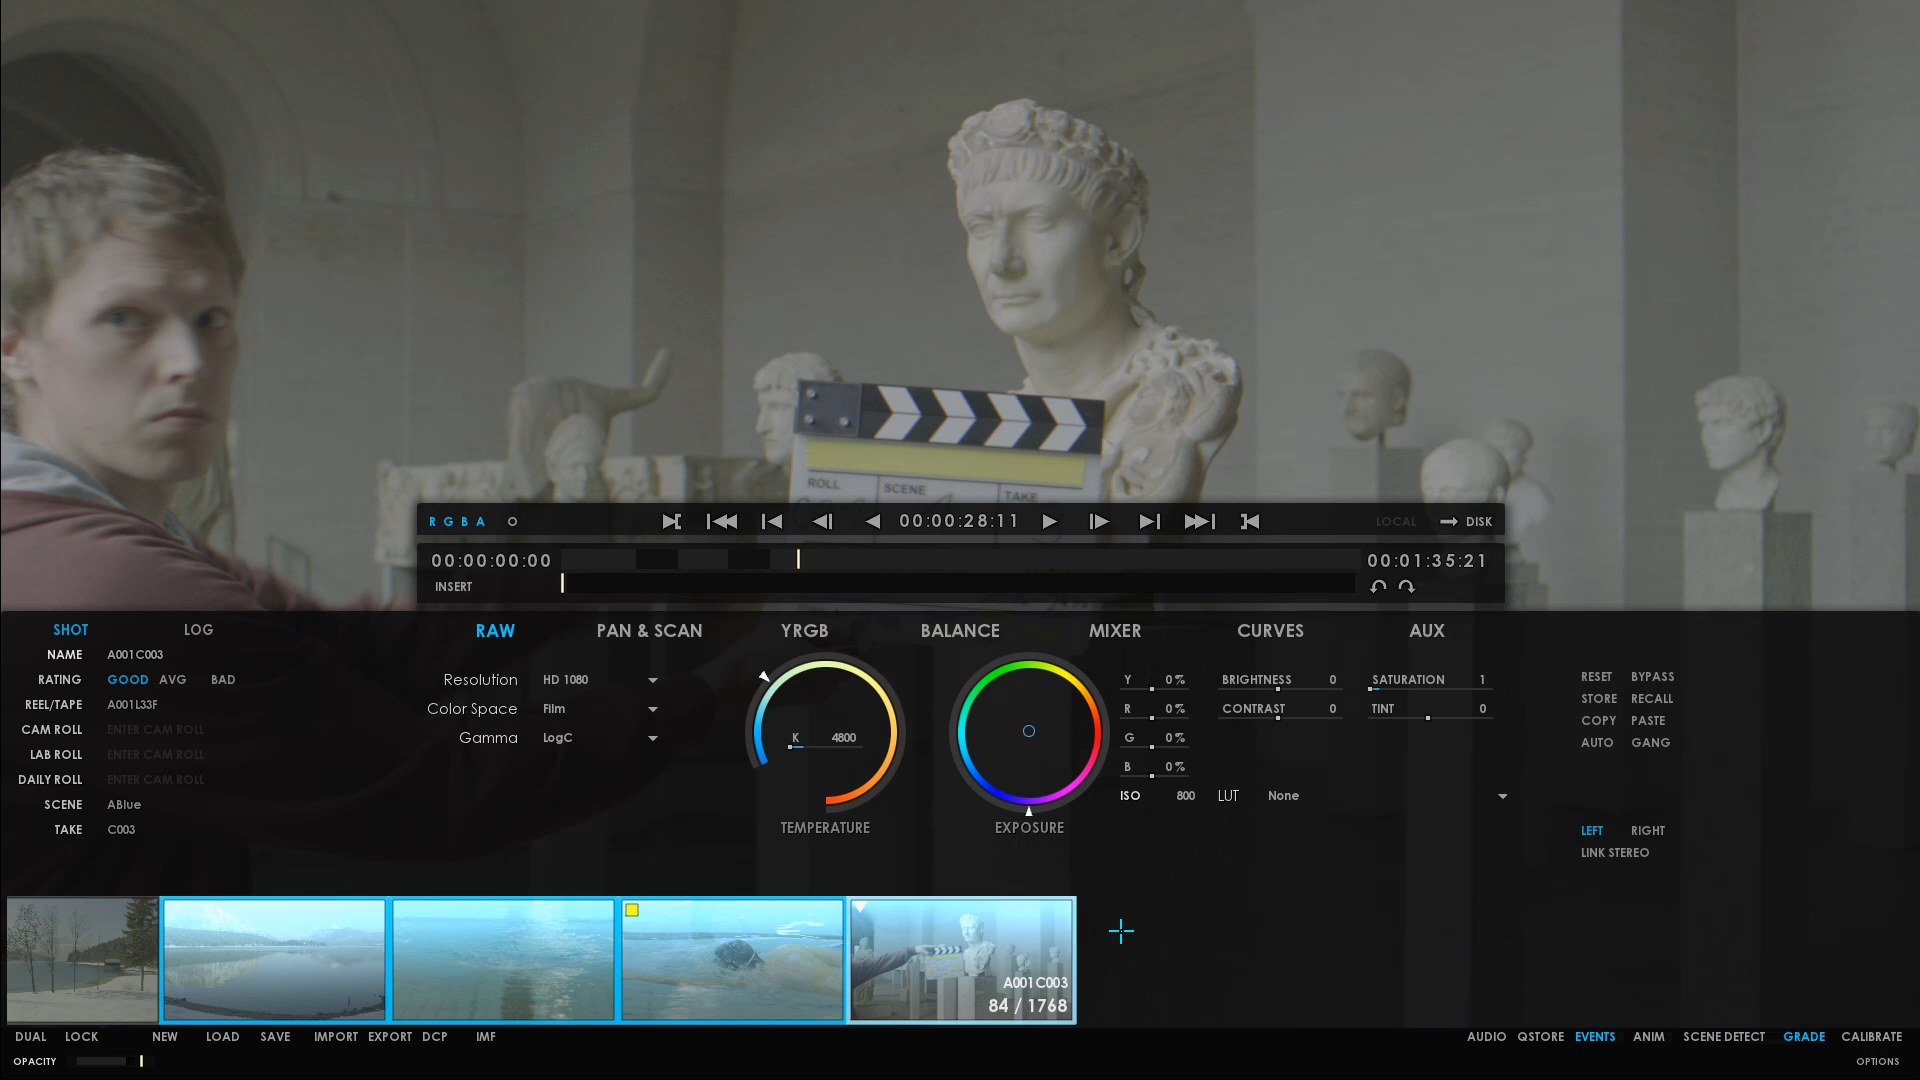 ROLL SCENE TAKE
R G B A O 00:00:28:11 LOCAL DISK
00:00:00:00 00:01:35:21
INSERT
SHOT LOG RAW PAN & SCAN YRGB BALANCE MIXER CURVES AUX
NAME A001C003
RATING GOOD AVG BAD Resolution HD 1080 Y 0 % BRIGHTNESS 0 SATURATION 1 RESET BYPASS
REEL/TAPE A001L33F Color Space Film R 0 % CONTRAST 0 TINT 0 STORE RECALL
CAM ROLL ENTER CAM ROLL COPY PASTE
Gamma LogC K 4800 G 0 % AUTO GANG
LAB ROLL ENTER CAM ROLL
DAILY ROLL ENTER CAM ROLL B 0 %
SCENE ABlue ISO 800 LUT None
TAKE C003 TEMPERATURE EXPOSURE LEFT RIGHT
LINK STEREO
A001C003
84 / 1768
DUAL LOCK NEW LOAD SAVE IMPORT EXPORT DCP IMF AUDIO QSTORE EVENTS ANIM SCENE DETECT GRADE CALIBRATE
OPACITY OPTIONS